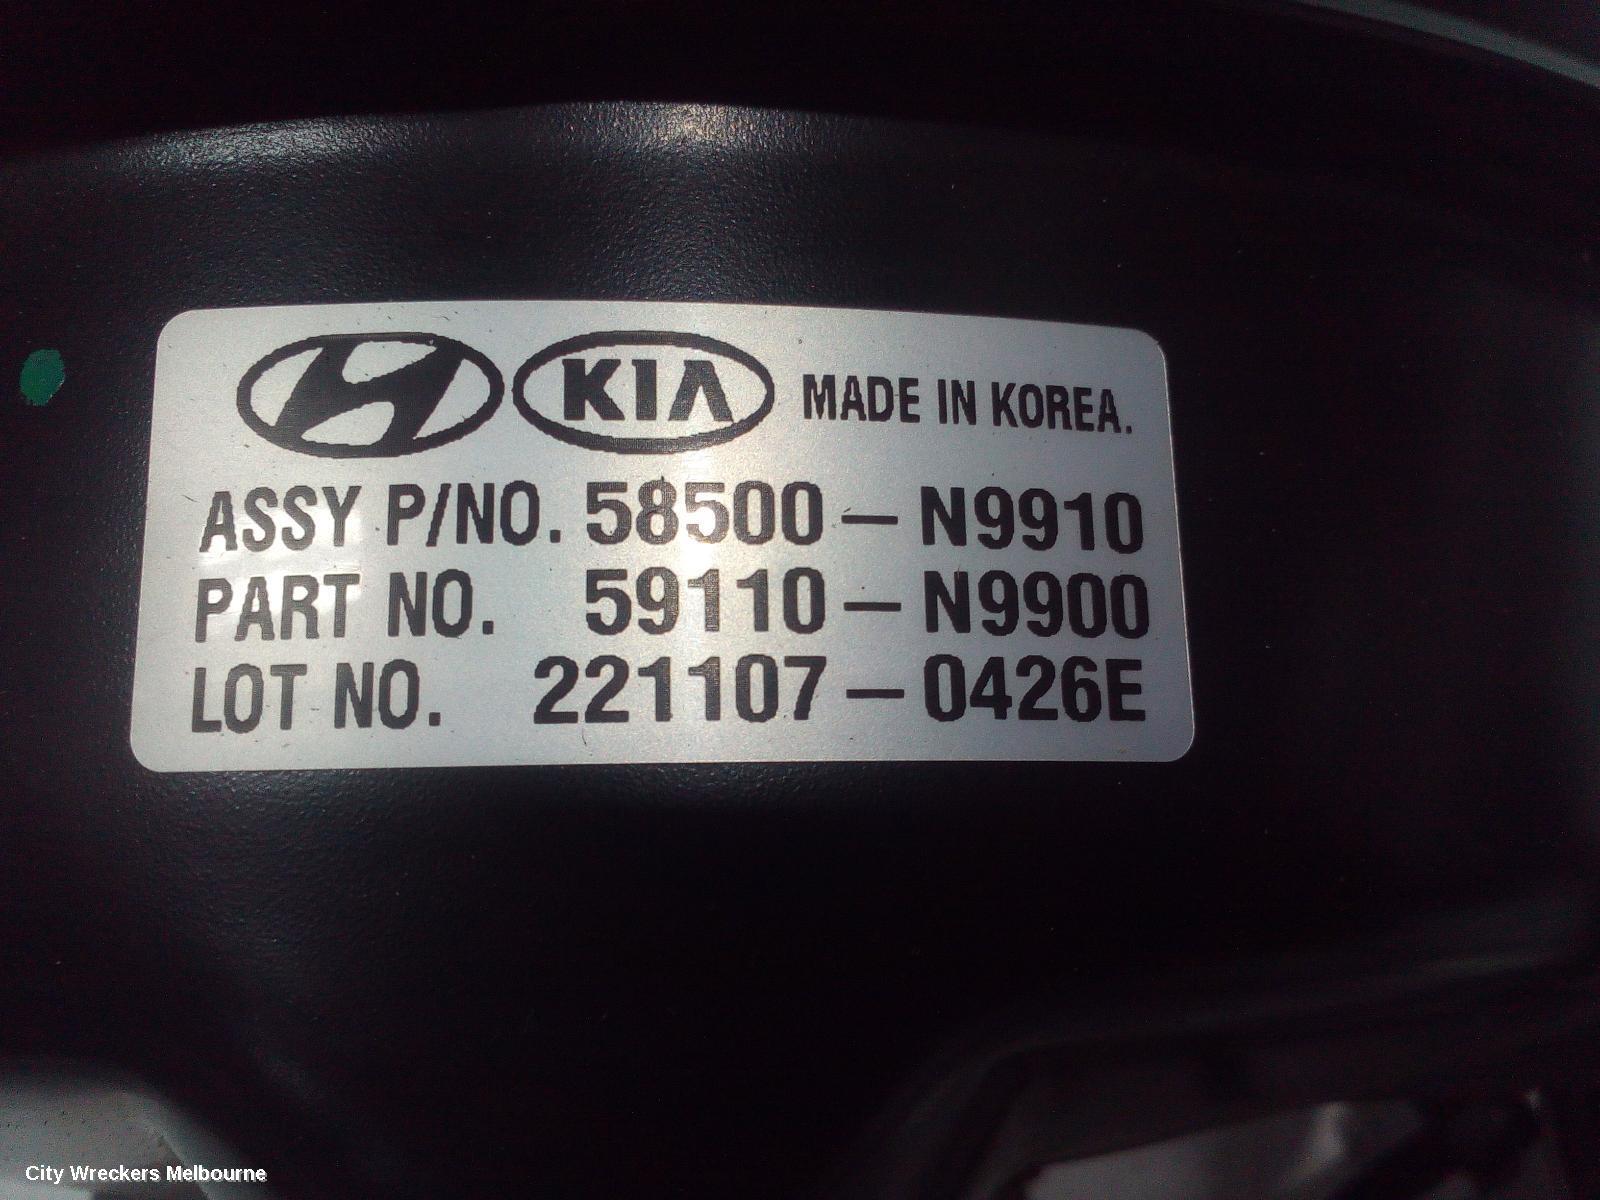 KIA MADE IN KOREA.
ASSY P/NO. 58500 - N9910
PART NO. 59110 - N9900
LOT NO. 221107 - 0426E
City Wreckers Melbourne